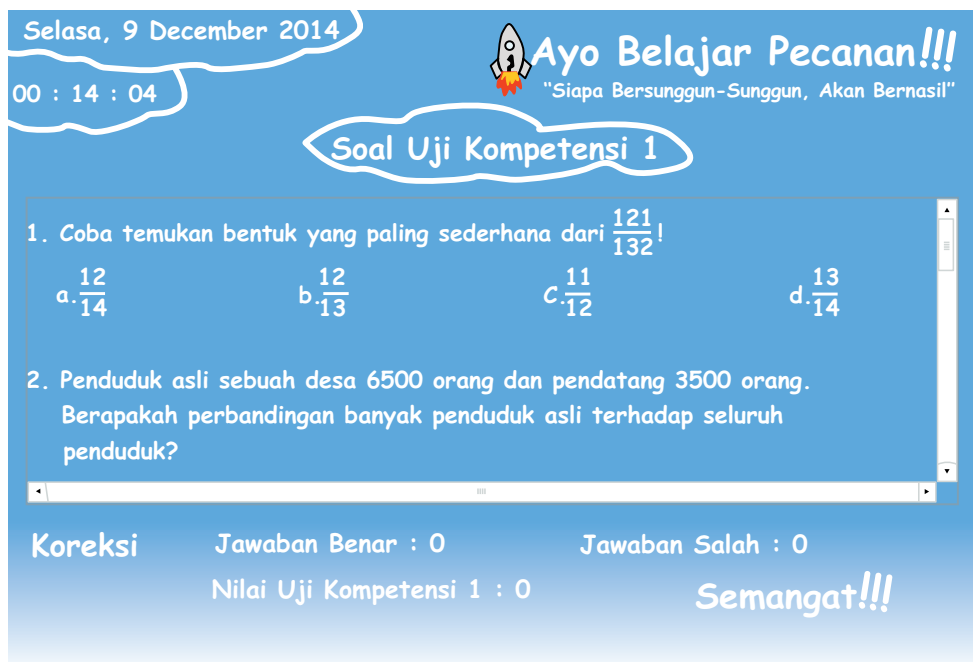 Selasa, 9 December 2014
00 : 14 : 04
Ayo Belajar Pecanan!!!
"Siapa Bersunggun-Sunggun, Akan Bernasil"
Soal Uji Kompetensi 1
1. Coba temukan bentuk yang paling sederhana dari 121/132 !
a. 12/14 b. 12/13 C. 11/12 d. 13/14
2. Penduduk asli sebuah desa 6500 orang dan pendatang 3500 orang.
Berapakah perbandingan banyak penduduk asli terhadap seluruh
penduduk?
Koreksi Jawaban Benar : 0 Jawaban Salah : 0
Nilai Uji Kompetensi 1 : 0 Semangat!!!